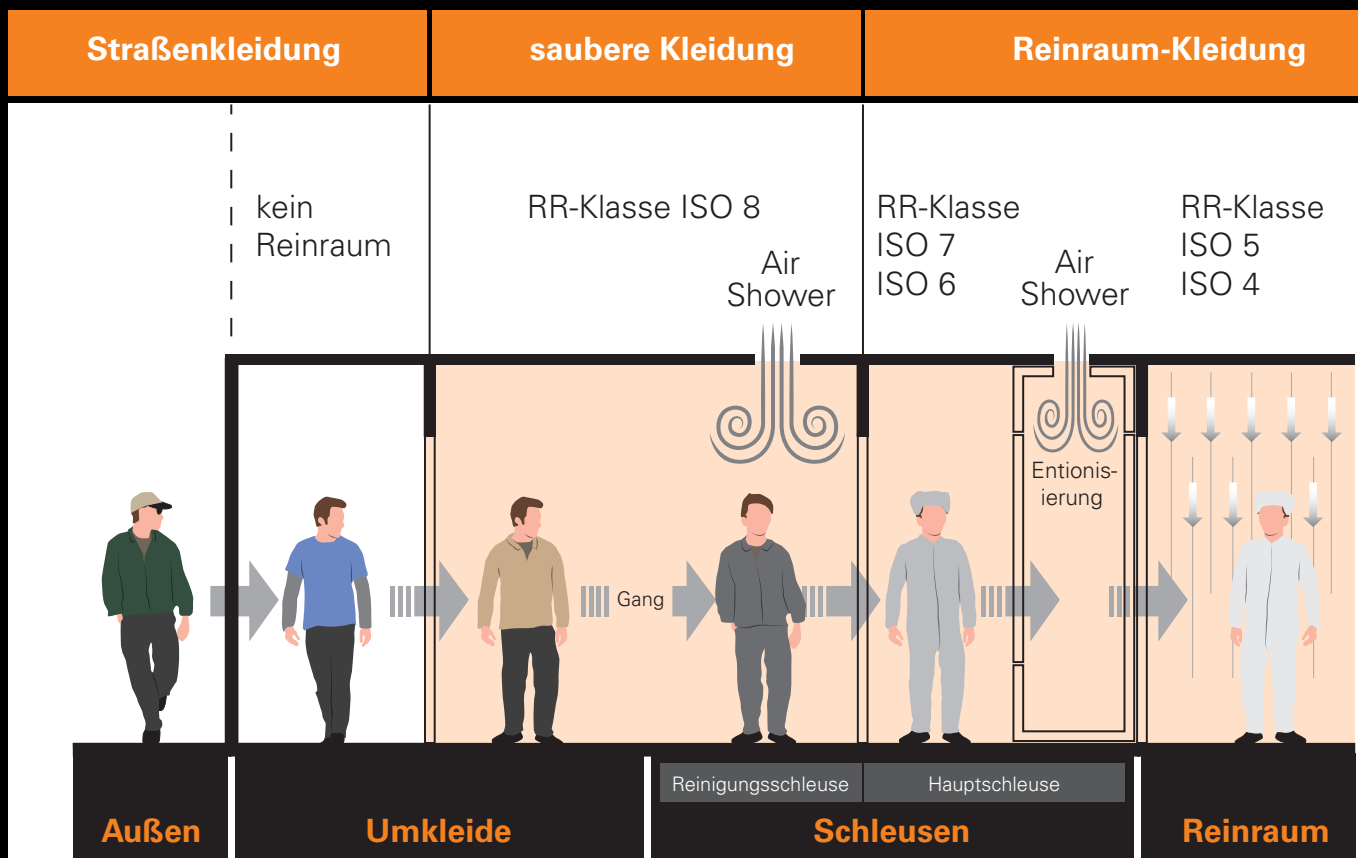 Straßenkleidung
saubere Kleidung
Reinraum-Kleidung
kein
Reinraum
RR-Klasse ISO 8
Air
Shower
RR-Klasse
ISO 7
ISO 6
Air
Shower
RR-Klasse
ISO 5
ISO 4
Entionis-
ierung
Gang
Reinigungsschleuse
Hauptschleuse
Außen
Umkleide
Schleusen
Reinraum